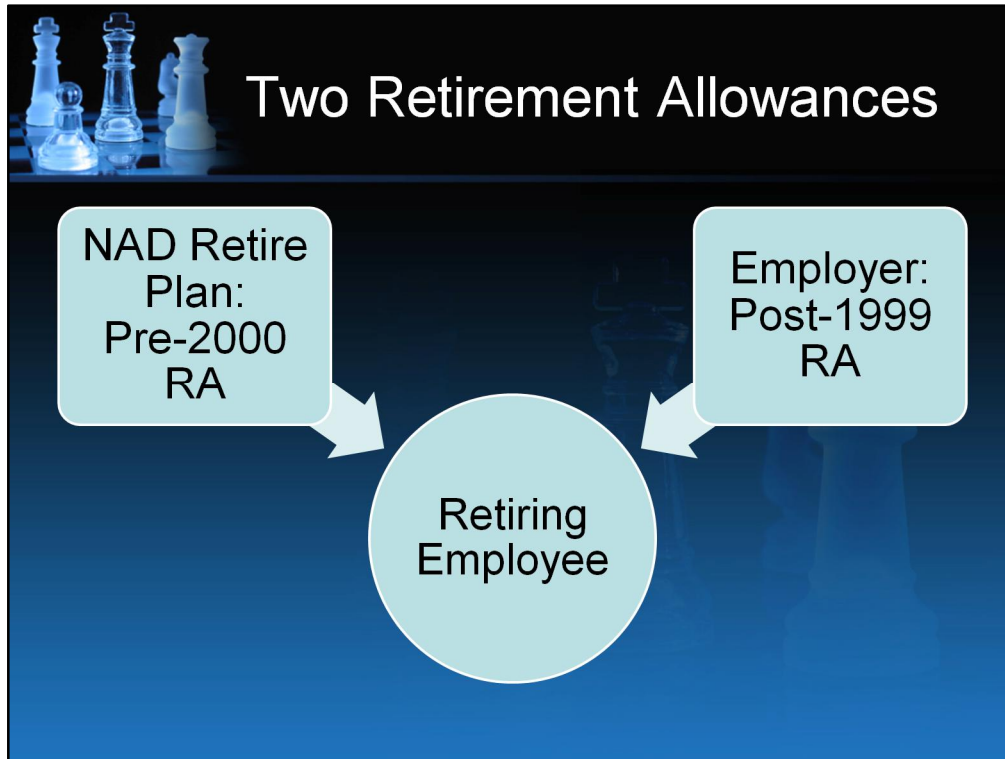 Two Retirement Allowances
NAD Retire
Plan:
Pre-2000
RA
Employer:
Post-1999
RA
Retiring
Employee